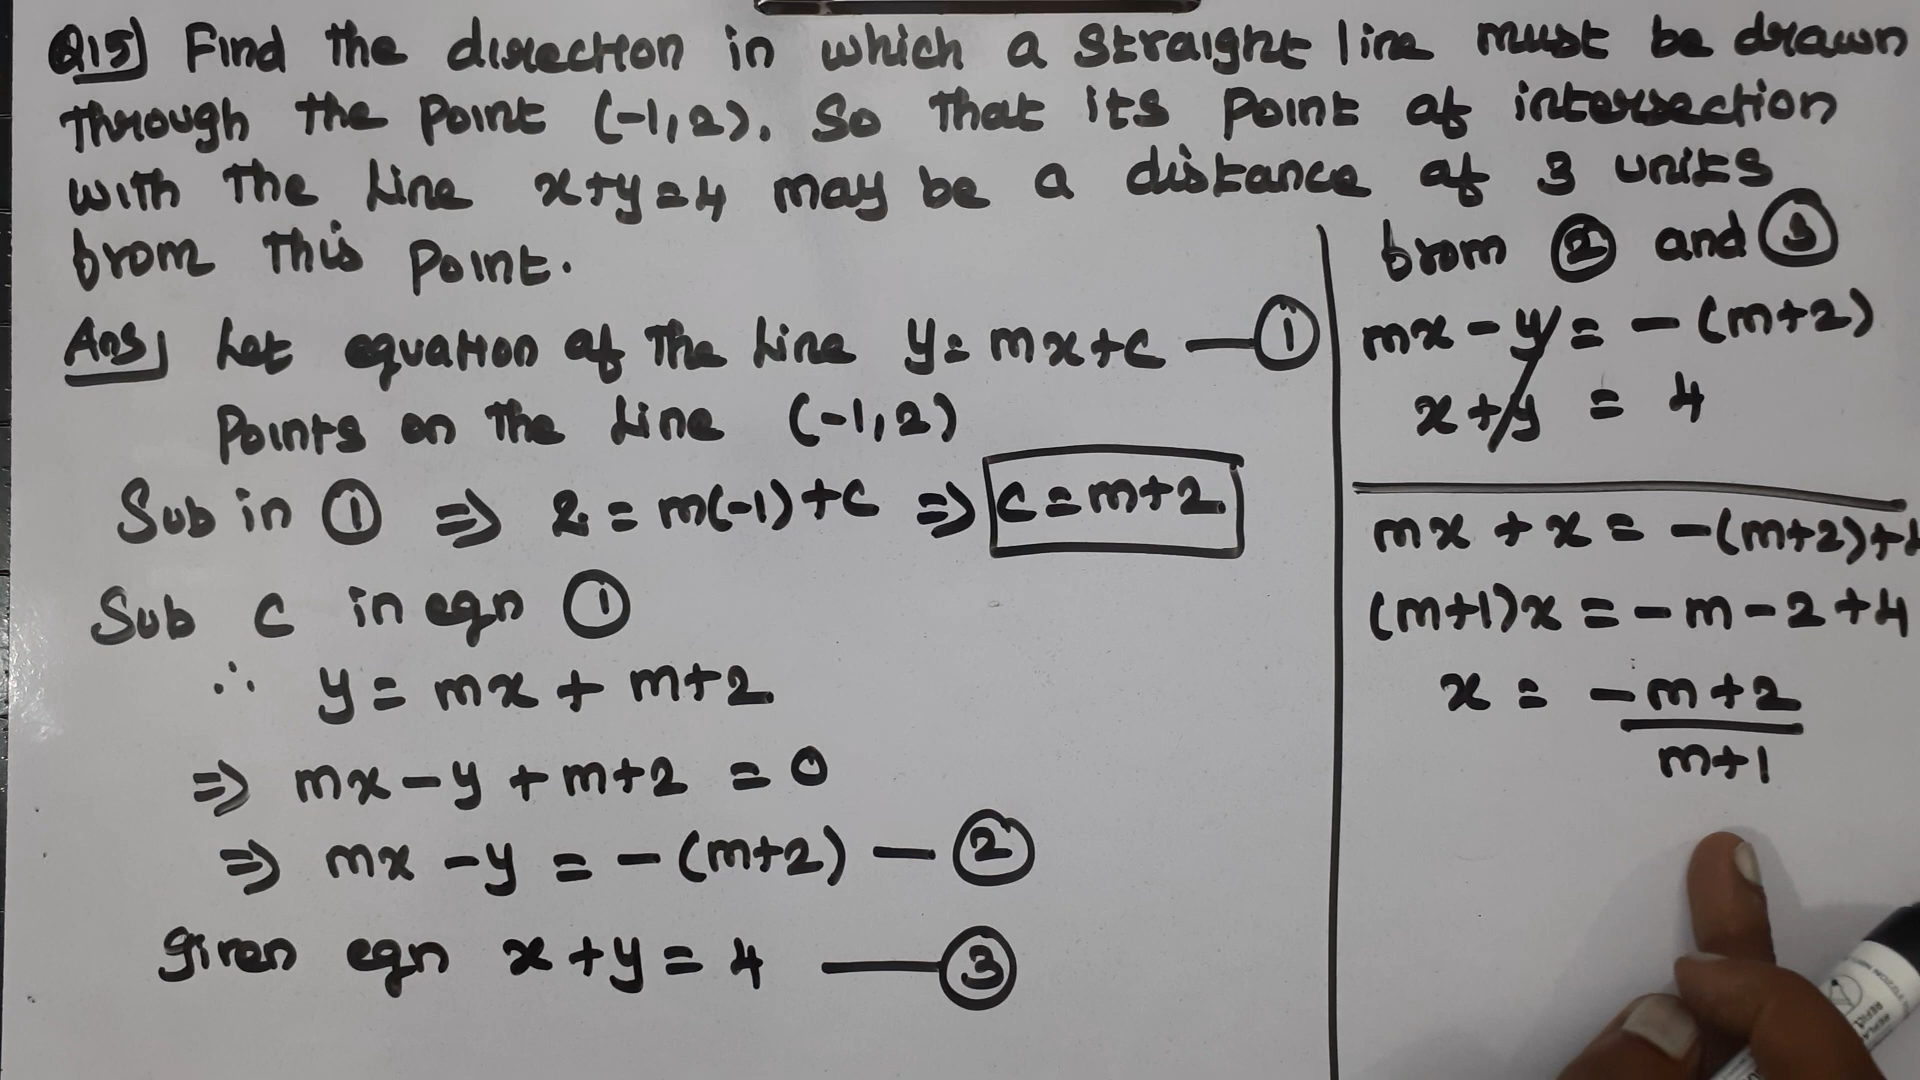 Q15) Find the direction in which a straight line must be drawn
through the point (-1,2). So that its point of intersection
with the line x+y=4 may be a distance of 3 units
from this point.
Ans) Let equation of the line y=mx+c — ①
Points on the line (-1,2)
Sub in ① ⇒ 2=m(-1)+c ⇒ c=m+2
Sub c in eqn ①
∴ y=mx+m+2
⇒ mx-y+m+2=0
⇒ mx-y=-(m+2) — ②
given eqn x+y=4 — ③
from ② and ③
mx-y=-(m+2)
x+y=4
mx+x=-(m+2)+4
(m+1)x=-m-2+4
x=-m+2
m+1